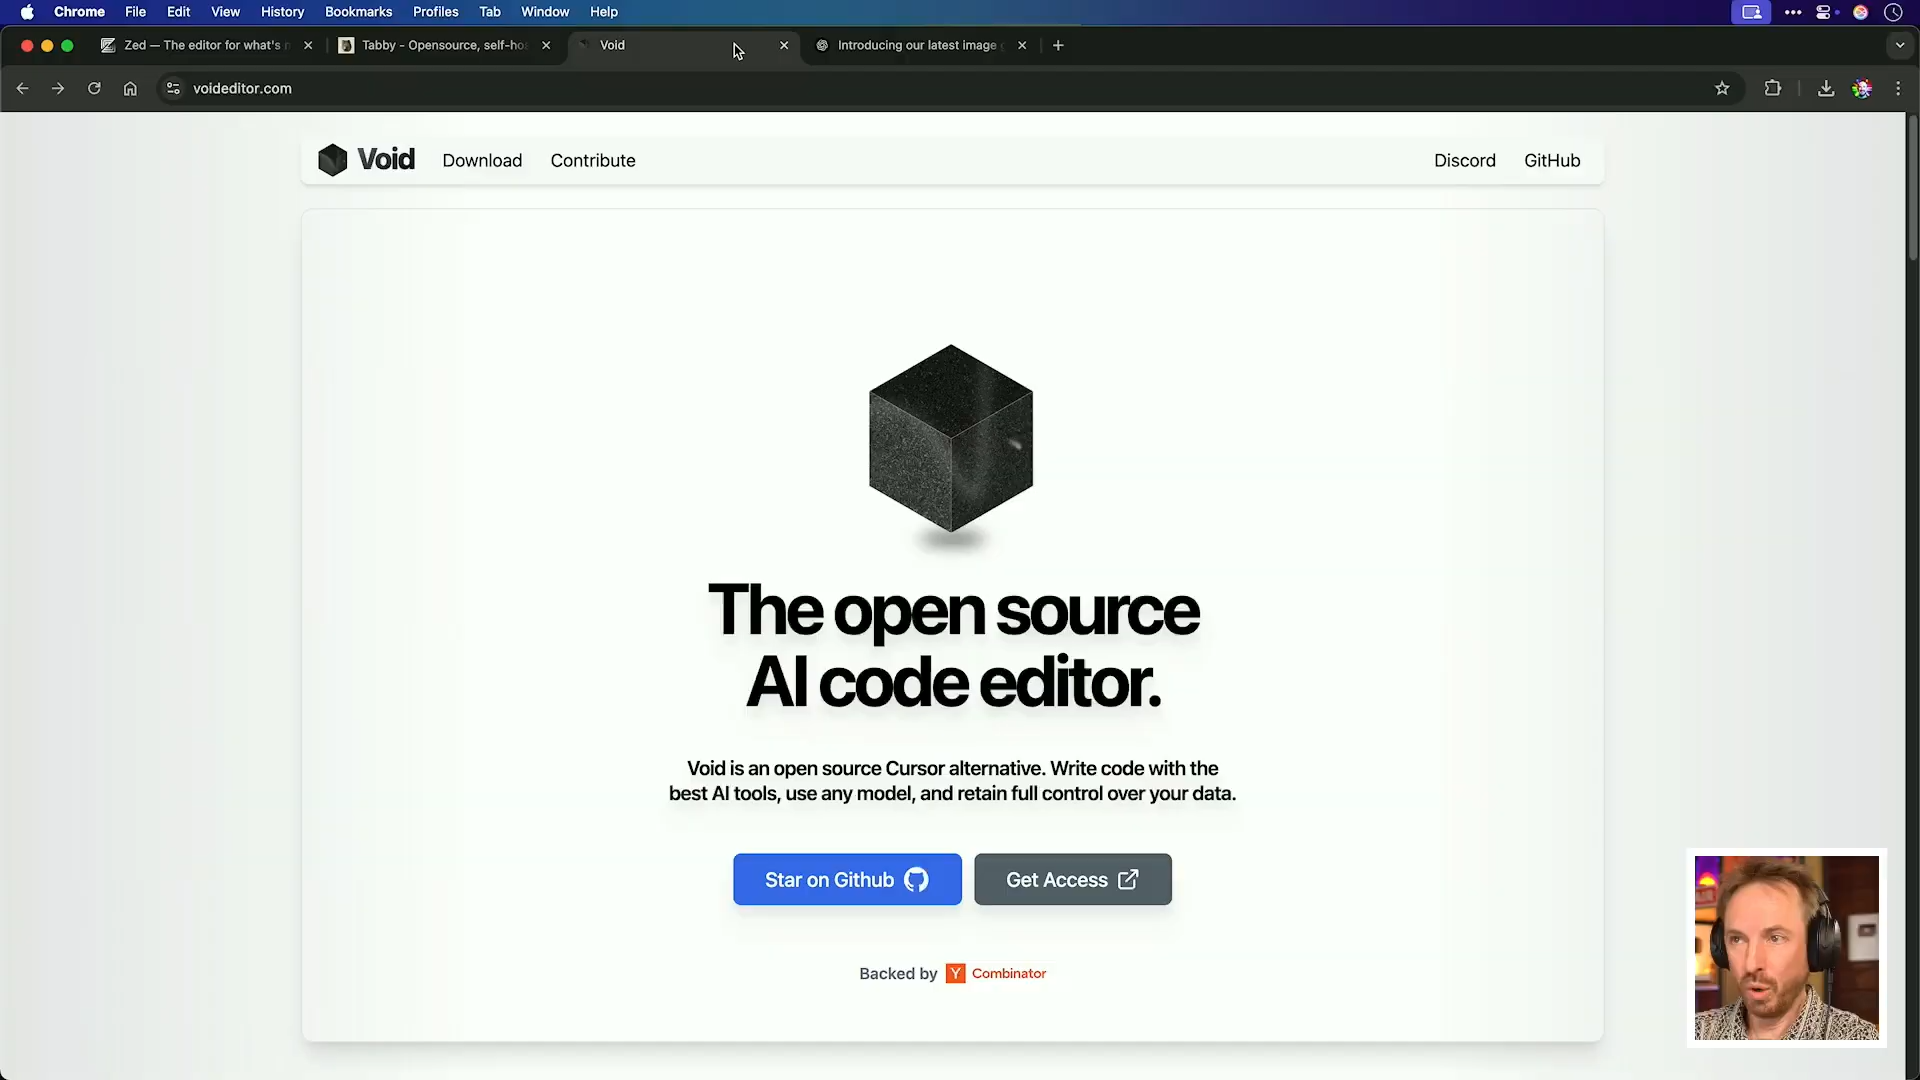 Chrome File Edit View History Bookmarks Profiles Tab Window Help
Zed — The editor for what's n
Tabby - Opensource, self-ho
Void
Introducing our latest image
voideditor.com
Void Download Contribute Discord GitHub
The open source
AI code editor.
Void is an open source Cursor alternative. Write code with the
best AI tools, use any model, and retain full control over your data.
Star on Github Get Access
Backed by Y Combinator